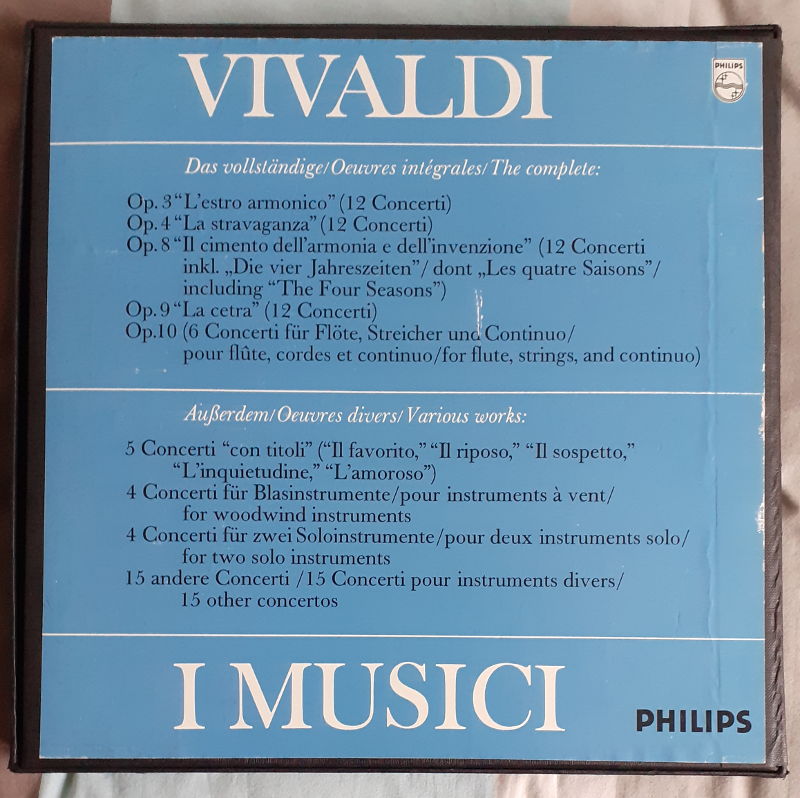 VIVALDI
PHILIPS
Das vollständige/Oeuvres intégrales/The complete:
Op. 3 “L'estro armonico” (12 Concerti)
Op. 4 “La stravaganza” (12 Concerti)
Op. 8 “Il cimento dell'armonia e dell'invenzione” (12 Concerti
inkl. „Die vier Jahreszeiten”/dont „Les quatre Saisons”/
including “The Four Seasons”)
Op. 9 “La cetra” (12 Concerti)
Op. 10 (6 Concerti für Flöte, Streicher und Continuo/
pour flûte, cordes et continuo/for flute, strings, and continuo)
Außerdem/Oeuvres divers/Various works:
5 Concerti “con titoli” (“Il favorito,” “Il riposo,” “Il sospetto,”
“L'inquietudine,” “L'amoroso”)
4 Concerti für Blasinstrumente/pour instruments à vent/
for woodwind instruments
4 Concerti für zwei Soloinstrumente/pour deux instruments solo/
for two solo instruments
15 andere Concerti /15 Concerti pour instruments divers/
15 other concertos
I MUSICI
PHILIPS